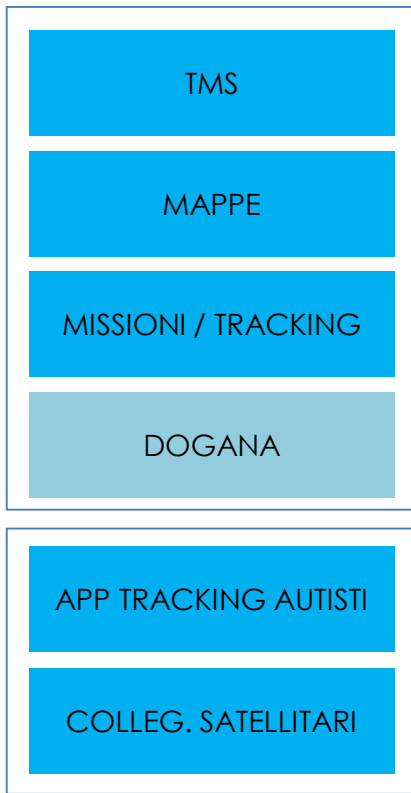 TMS
MAPPE
MISSIONI / TRACKING
DOGANA
APP TRACKING AUTISTI
COLLEG. SATELLITARI